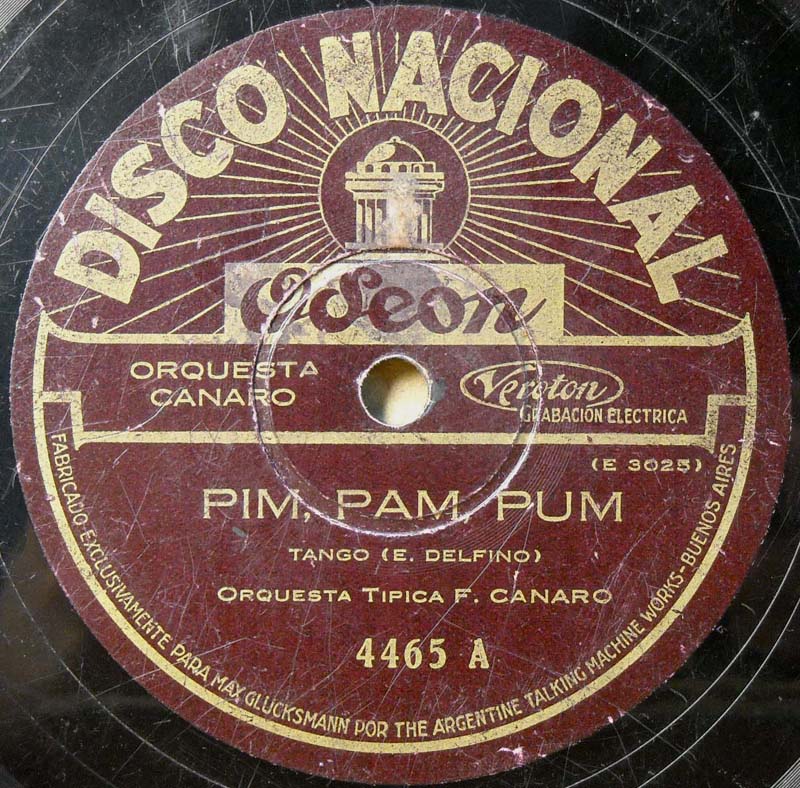 DISCO NACIONAL
Odeon
ORQUESTA
CANARO
Veroton
GRABACIÓN ELECTRICA
(E 3025)
PIM, PAM, PUM
TANGO (E. DELFINO)
ORQUESTA TIPICA F. CANARO
4465 A
FABRICADO EXCLUSIVAMENTE PARA MAX GLÜCKSMANN POR THE ARGENTINE TALKING MACHINE WORKS-BUENOS AIRES